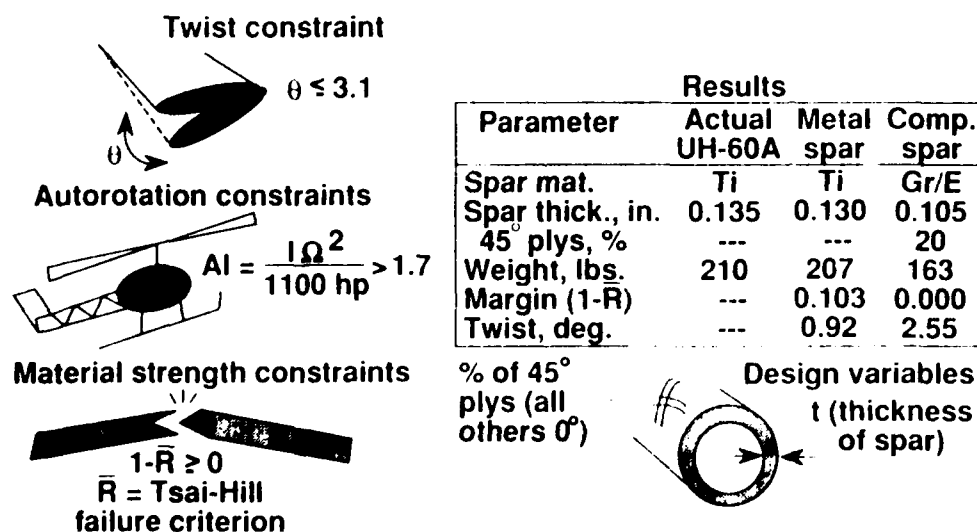 Twist constraint
θ ≤ 3.1
θ
Autorotation constraints
AI = IΩ² / 1100 hp > 1.7
Material strength constraints
1-R̅ ≥ 0
R̅ = Tsai-Hill
failure criterion
Results
Parameter Actual UH-60A Metal spar Comp. spar
Spar mat. Ti Ti Gr/E
Spar thick., in. 0.135 0.130 0.105
45° plys, % --- --- 20
Weight, lbs. 210 207 163
Margin (1-R̅) --- 0.103 0.000
Twist, deg. --- 0.92 2.55
% of 45°
plys (all
others 0°)
Design variables
t (thickness
of spar)